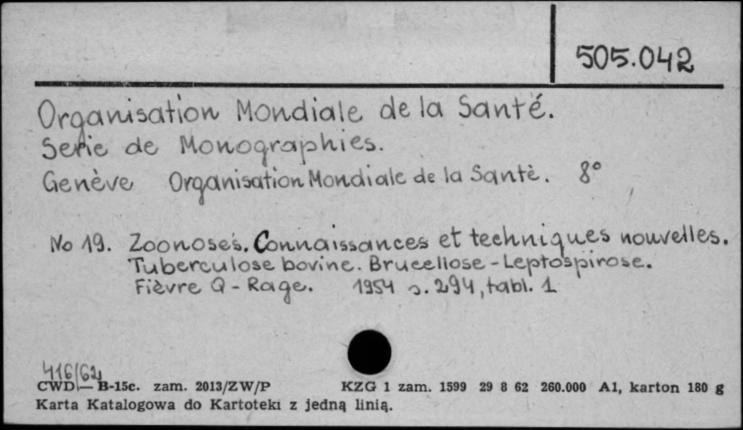 505.042
Organisation Mondiale de la Santé.
Serie de Monographies.
Genève Organisation Mondiale de la Santè. 8°
No 19. Zoonoses. Connaissances et techniques nouvelles.
Tuberculose bovine. Brucellose - Leptospirose.
Fièvre Q - Rage. 1954 s. 294, tabl. 1
416/62
CWD — B-15c. zam. 2013/ZW/P KZG 1 zam. 1599 29 8 62 260.000 A1, karton 180 g
Karta Katalogowa do Kartoteki z jedną linią.